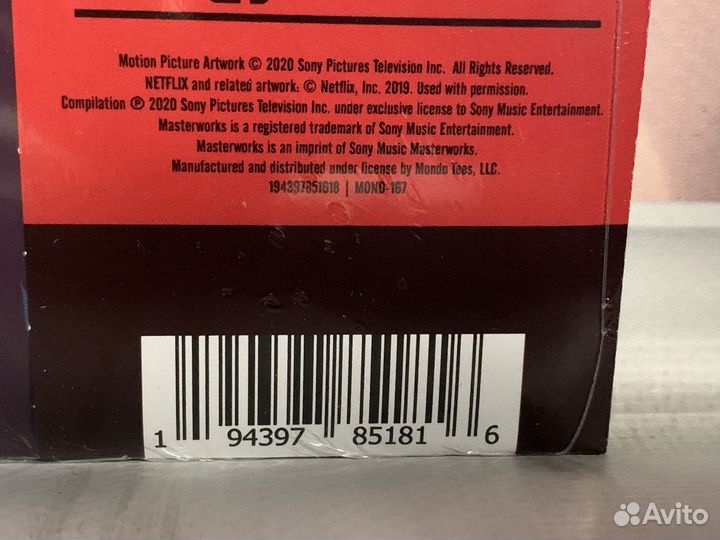 Motion Picture Artwork © 2020 Sony Pictures Television Inc. All Rights Reserved.
NETFLIX and related artwork: © Netflix, Inc. 2019. Used with permission.
Compilation ℗ 2020 Sony Pictures Television Inc. under exclusive license to Sony Music Entertainment.
Masterworks is a registered trademark of Sony Music Entertainment.
Masterworks is an imprint of Sony Music Masterworks.
Manufactured and distributed under license by Mondo Tees, LLC.
194397851818 | MOND-167
1 94397 85181 6
Avito